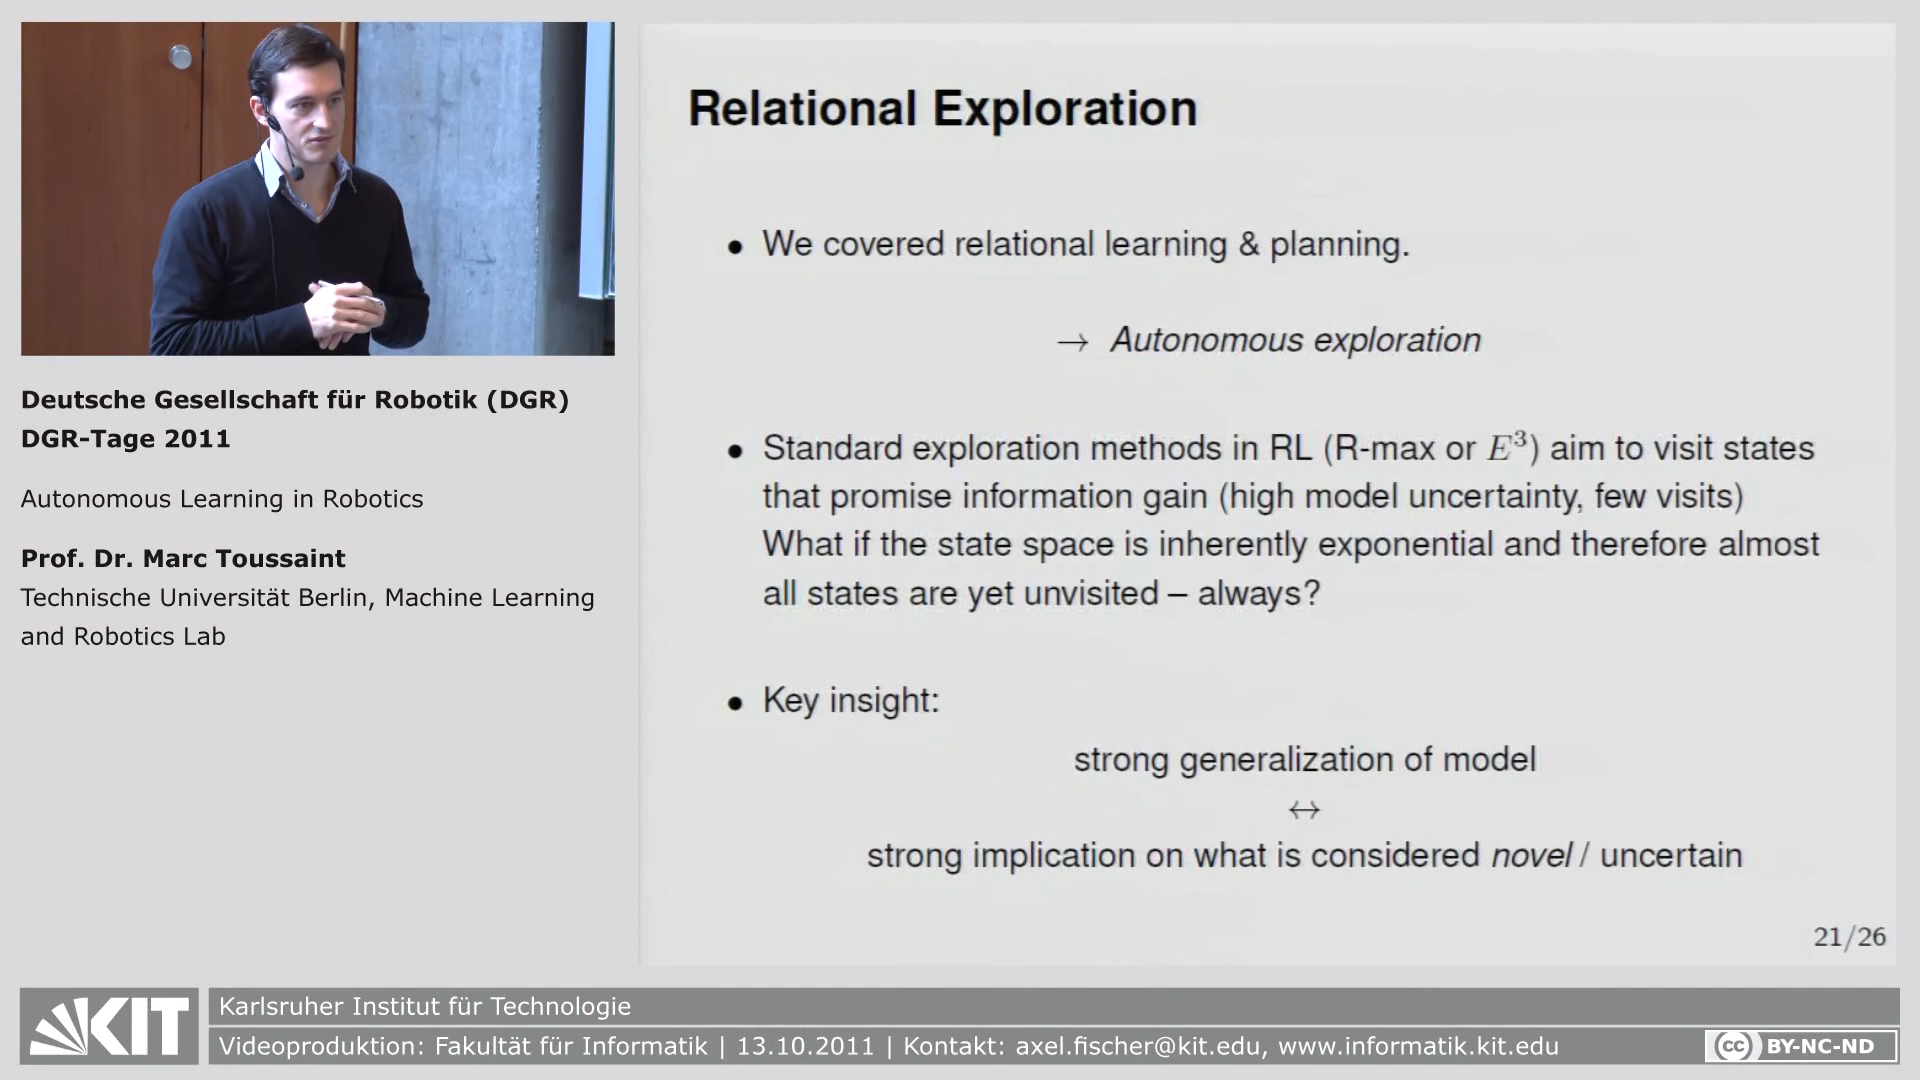 Relational Exploration
• We covered relational learning & planning.
→ Autonomous exploration
• Standard exploration methods in RL (R-max or E³) aim to visit states
that promise information gain (high model uncertainty, few visits)
What if the state space is inherently exponential and therefore almost
all states are yet unvisited – always?
• Key insight:
strong generalization of model
↔
strong implication on what is considered novel / uncertain
21/26
Deutsche Gesellschaft für Robotik (DGR)
DGR-Tage 2011
Autonomous Learning in Robotics
Prof. Dr. Marc Toussaint
Technische Universität Berlin, Machine Learning
and Robotics Lab
KIT
Karlsruher Institut für Technologie
Videoproduktion: Fakultät für Informatik | 13.10.2011 | Kontakt: axel.fischer@kit.edu, www.informatik.kit.edu
cc BY-NC-ND